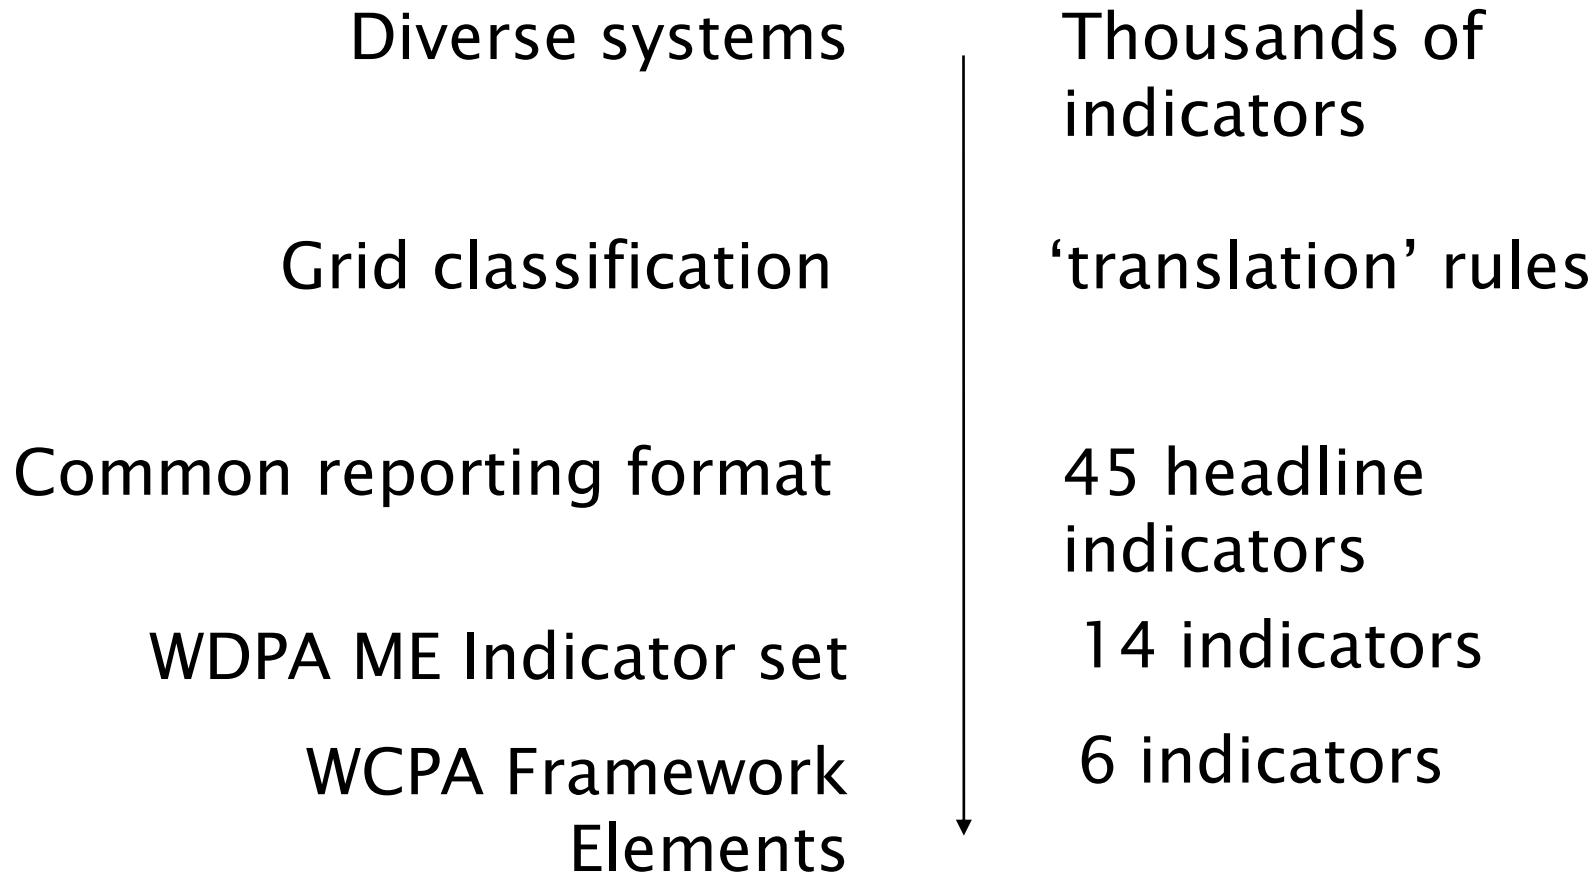 Diverse systems
Thousands of
indicators
Grid classification
‘translation’ rules
Common reporting format
45 headline
indicators
WDPA ME Indicator set
14 indicators
WCPA Framework
Elements
6 indicators